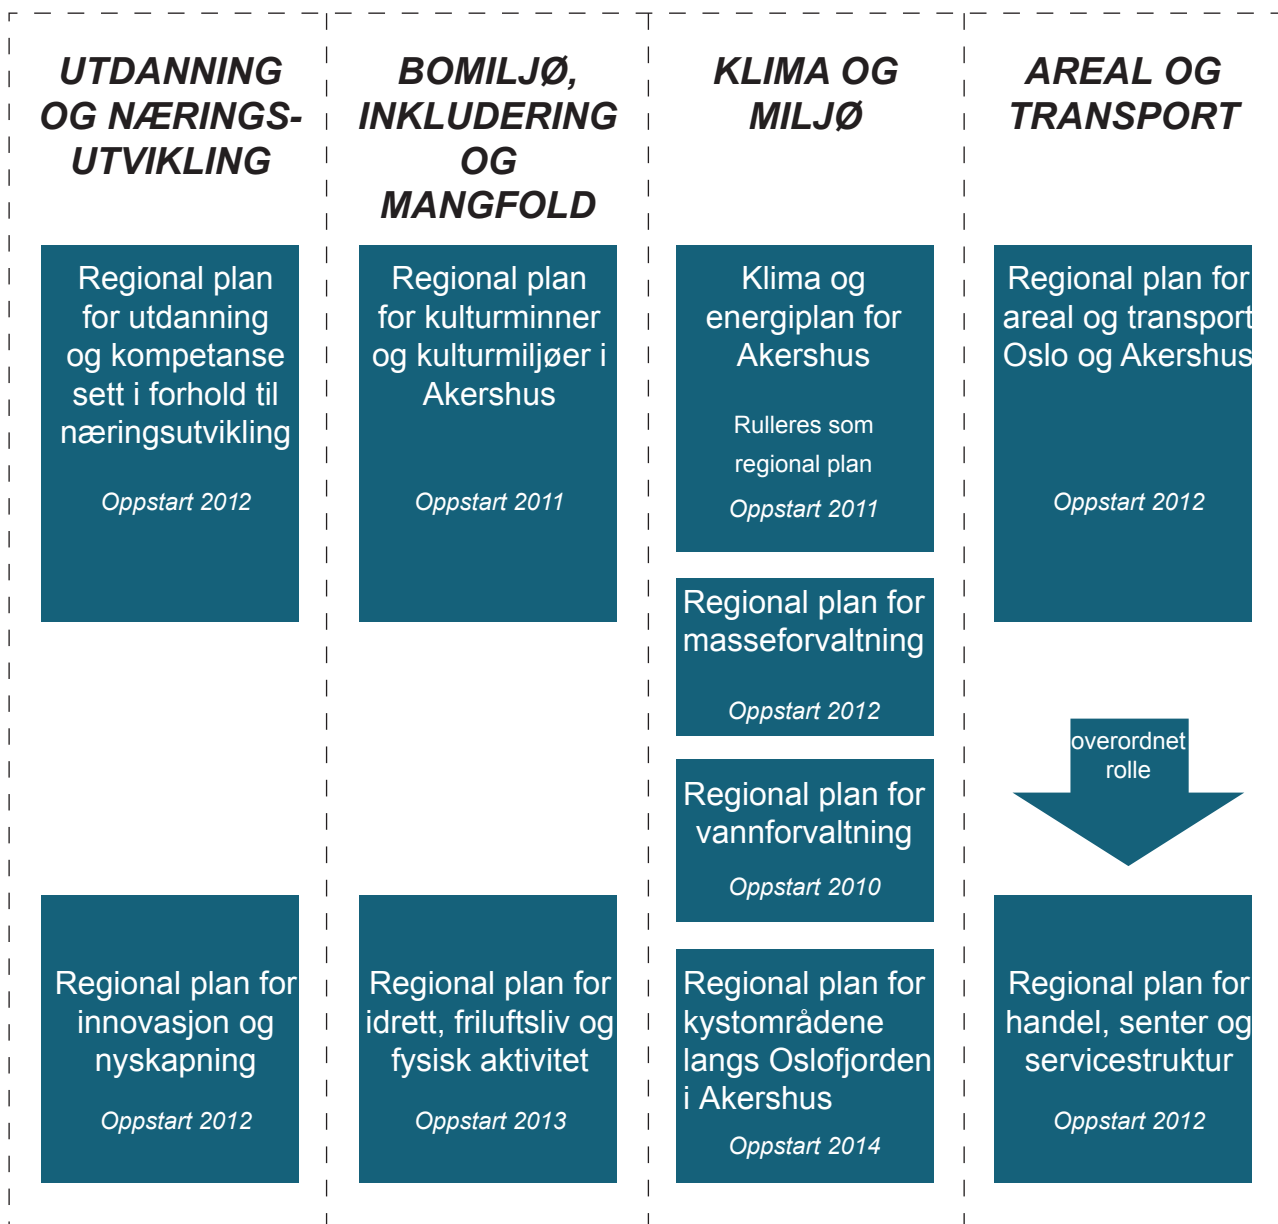 UTDANNING
OG NÆRINGS-
UTVIKLING
Regional plan
for utdanning
og kompetanse
sett i forhold til
næringsutvikling
Oppstart 2012
Regional plan for
innovasjon og
nyskapning
Oppstart 2012
BOMILJØ,
INKLUDERING
OG
MANGFOLD
Regional plan
for kulturminner
og kulturmiljøer i
Akershus
Oppstart 2011
Regional plan for
idrett, friluftsliv og
fysisk aktivitet
Oppstart 2013
KLIMA OG
MILJØ
Klima og
energiplan for
Akershus
Rulleres som
regional plan
Oppstart 2011
Regional plan for
masseforvaltning
Oppstart 2012
Regional plan for
vannforvaltning
Oppstart 2010
Regional plan for
kystområdene
langs Oslofjorden
i Akershus
Oppstart 2014
AREAL OG
TRANSPORT
Regional plan for
areal og transport
Oslo og Akershus
Oppstart 2012
overordnet
rolle
Regional plan for
handel, senter og
servicestruktur
Oppstart 2012